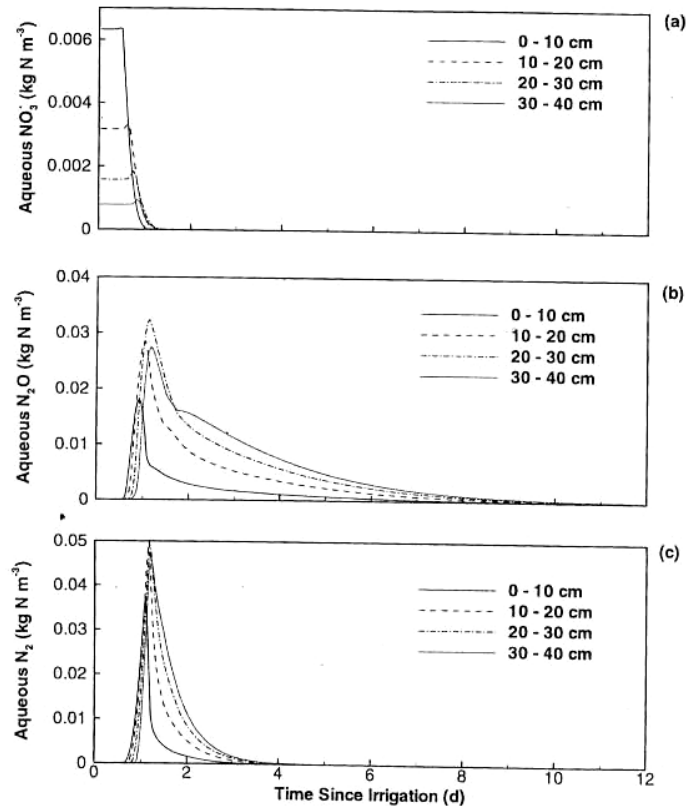 (a)
Aqueous NO₃⁻ (kg N m⁻³)
0.006
0.004
0.002
0
0 - 10 cm
10 - 20 cm
20 - 30 cm
30 - 40 cm
(b)
Aqueous N₂O (kg N m⁻³)
0.04
0.03
0.02
0.01
0
0 - 10 cm
10 - 20 cm
20 - 30 cm
30 - 40 cm
(c)
Aqueous N₂ (kg N m⁻³)
0.05
0.04
0.03
0.02
0.01
0
0 - 10 cm
10 - 20 cm
20 - 30 cm
30 - 40 cm
0 2 4 6 8 10 12
Time Since Irrigation (d)